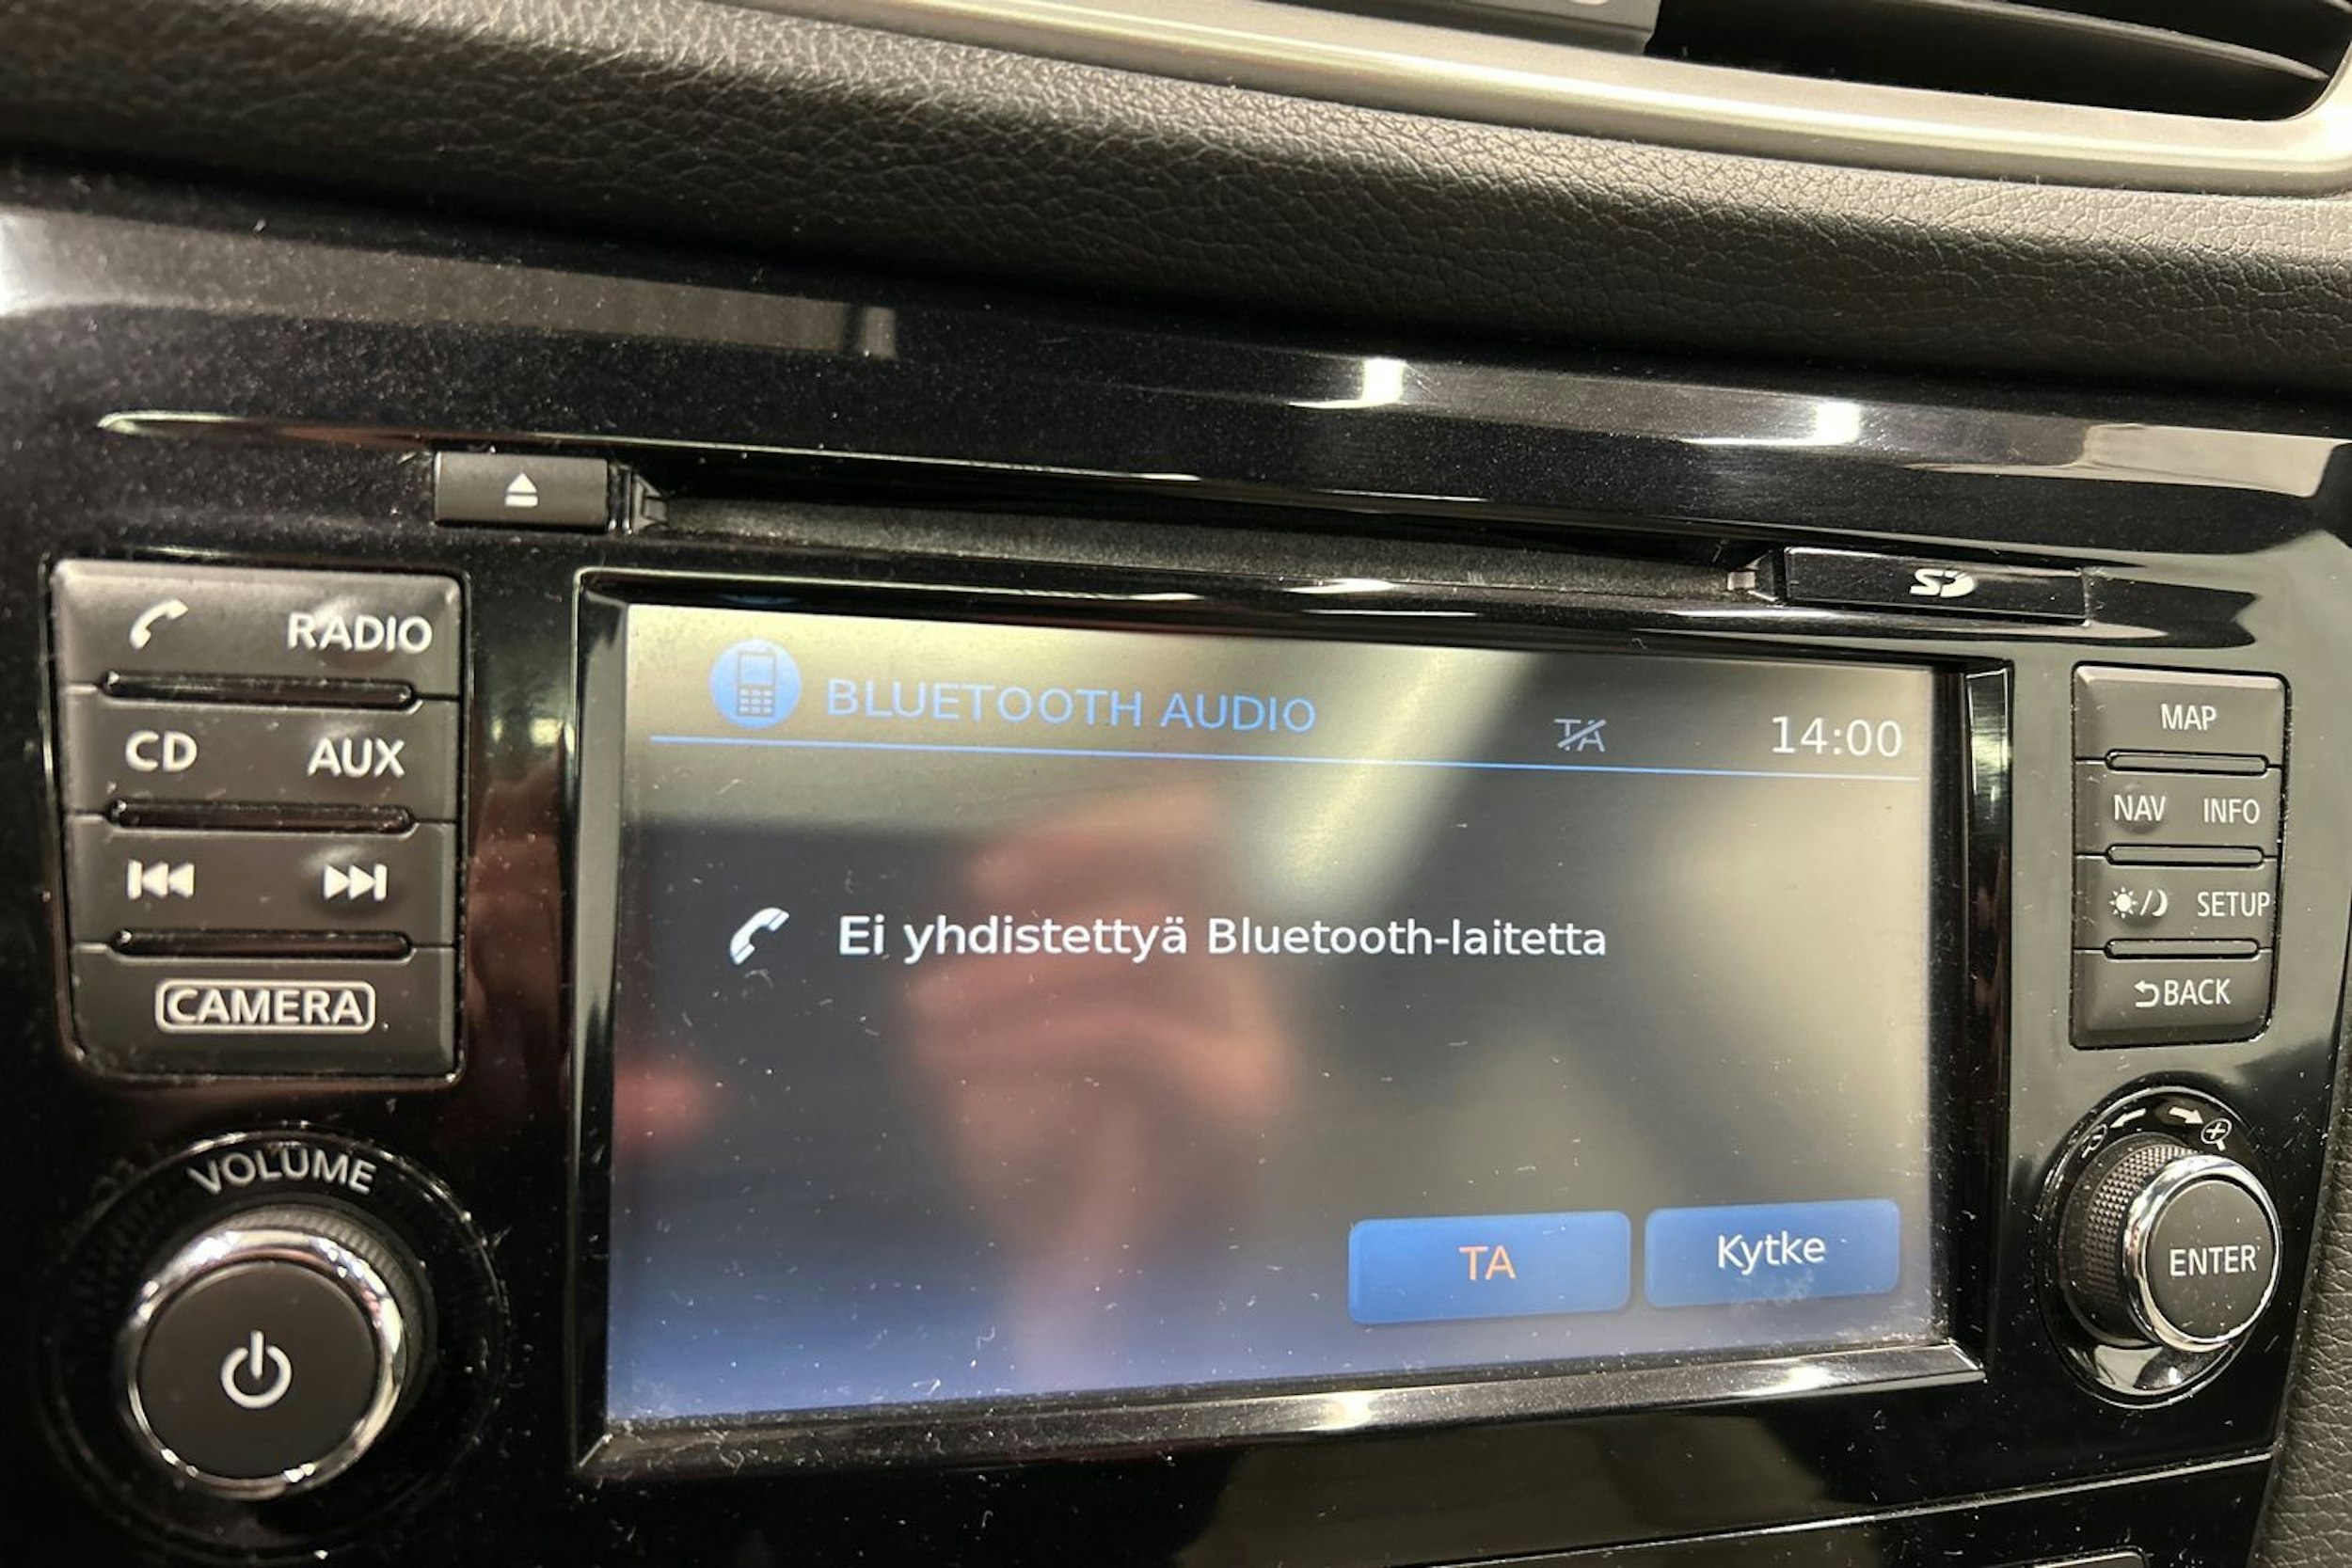 RADIO
CD AUX
CAMERA
VOLUME
SD
BLUETOOTH AUDIO TA 14:00
Ei yhdistettyä Bluetooth-laitetta
TA Kytke
MAP
NAV INFO
SETUP
BACK
ENTER